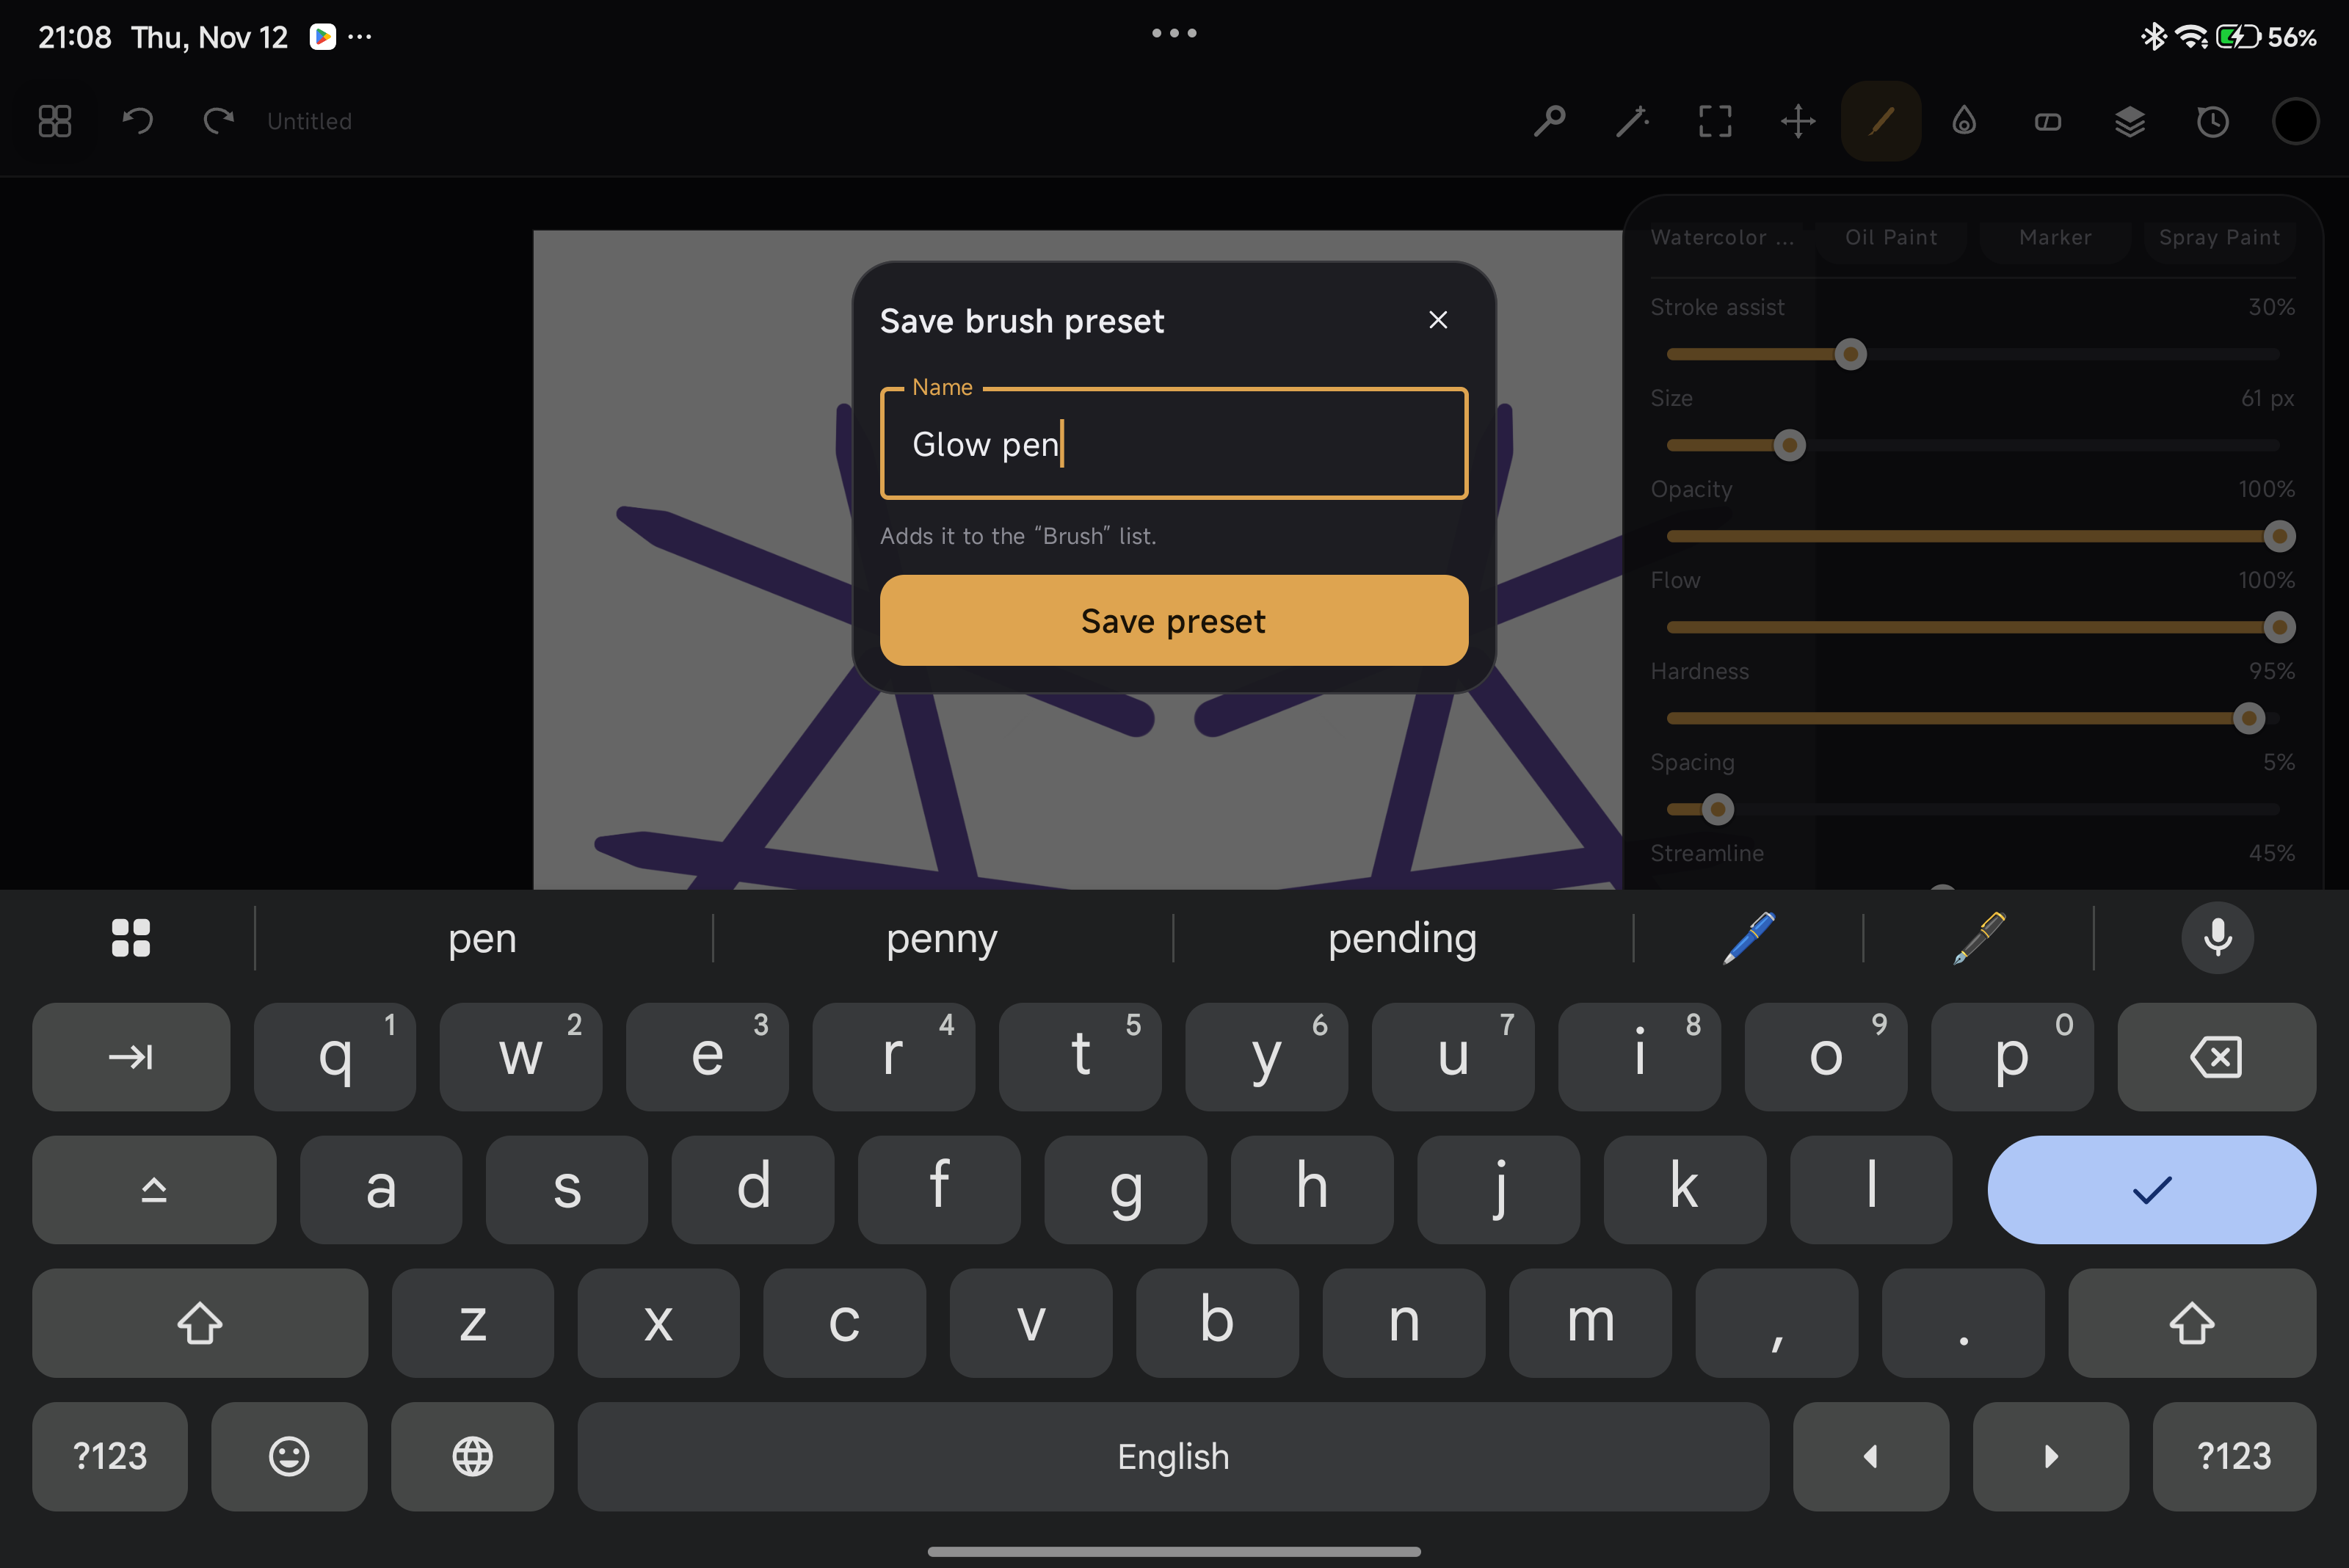 21:08 Thu, Nov 12
56%
Untitled
Watercolor ... Oil Paint Marker Spray Paint
Stroke assist 30%
Size 61 px
Opacity 100%
Flow 100%
Hardness 95%
Spacing 5%
Streamline 45%
Save brush preset
Name
Glow pen
Adds it to the “Brush” list.
Save preset
pen penny pending
q 1 w 2 e 3 r 4 t 5 y 6 u 7 i 8 o 9 p 0
a s d f g h j k l
z x c v b n m , .
?123 English ?123